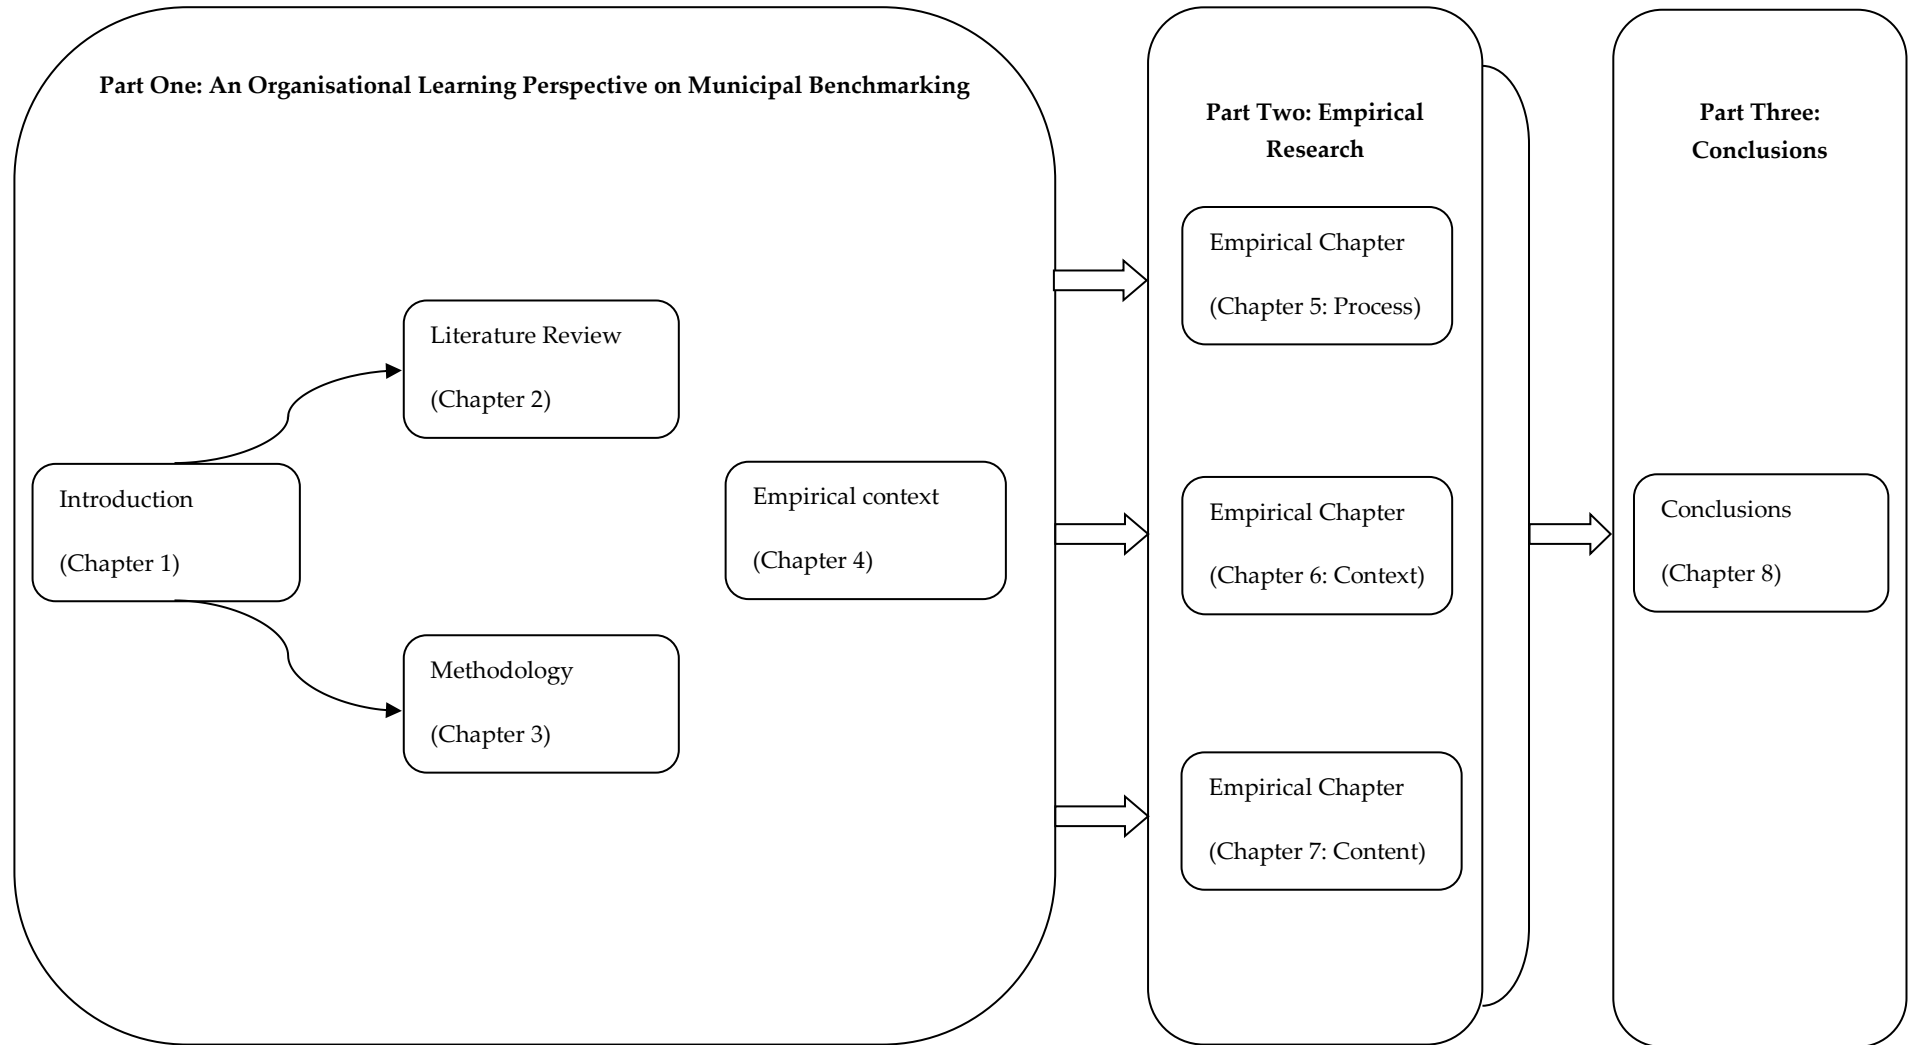 Part One: An Organisational Learning Perspective on Municipal Benchmarking
Introduction
(Chapter 1)
Literature Review
(Chapter 2)
Methodology
(Chapter 3)
Empirical context
(Chapter 4)
Part Two: Empirical
Research
Empirical Chapter
(Chapter 5: Process)
Empirical Chapter
(Chapter 6: Context)
Empirical Chapter
(Chapter 7: Content)
Part Three:
Conclusions
Conclusions
(Chapter 8)